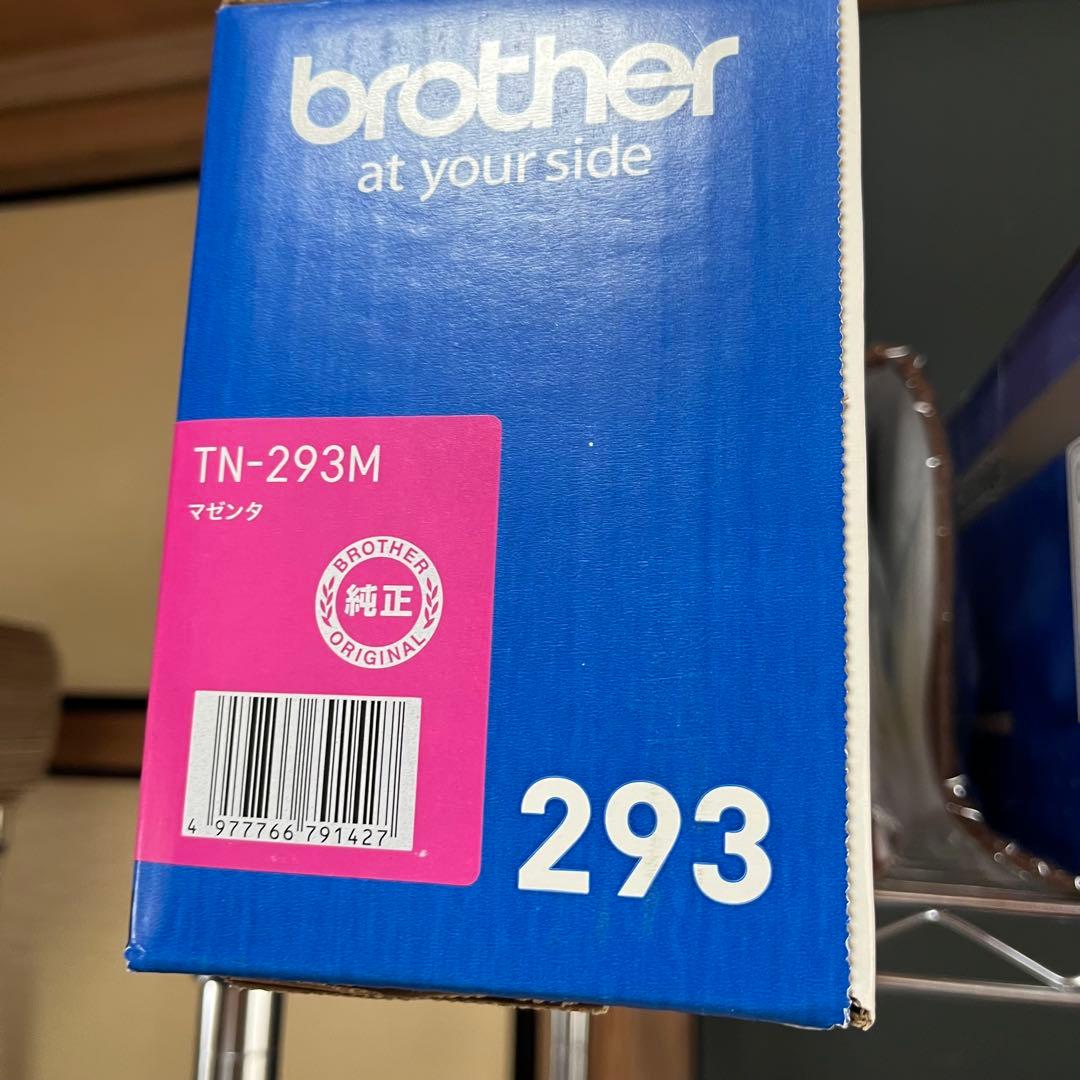 brother
at your side
TN-293M
マゼンタ
BROTHER
純正
ORIGINAL
4 977766 791427
293